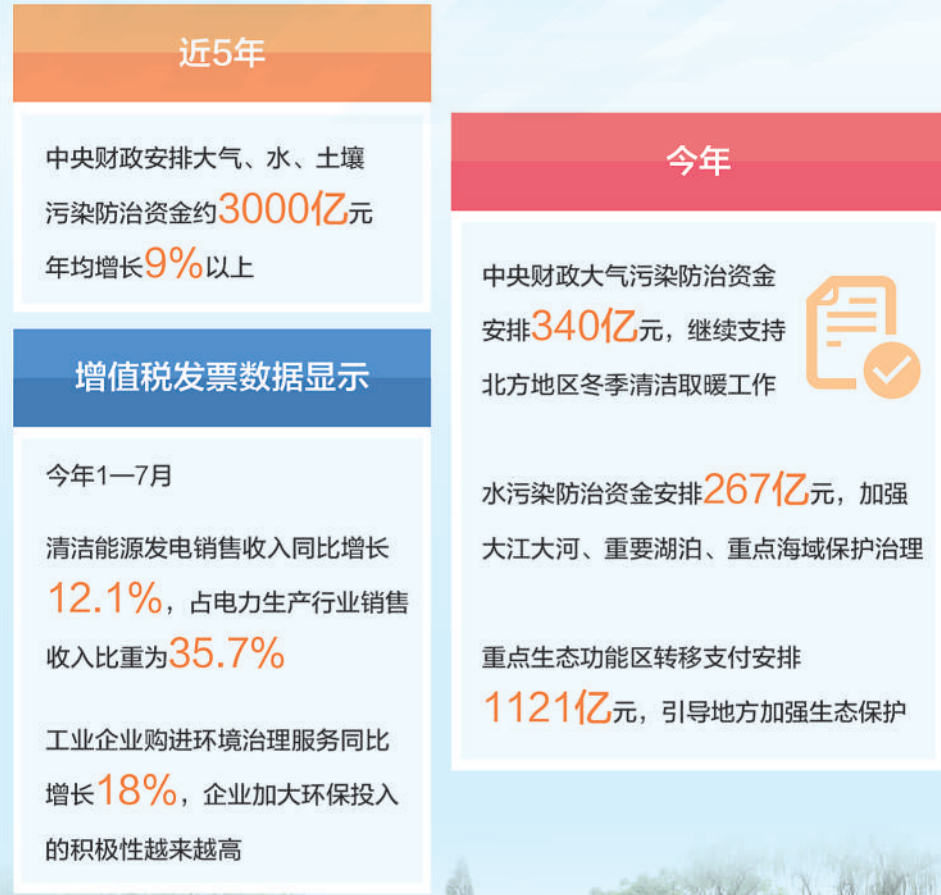 近5年
中央财政安排大气、水、土壤
污染防治资金约3000亿元
年均增长9%以上
增值税发票数据显示
今年1—7月
清洁能源发电销售收入同比增长
12.1%，占电力生产行业销售
收入比重为35.7%
工业企业购进环境治理服务同比
增长18%，企业加大环保投入
的积极性越来越高
今年
中央财政大气污染防治资金
安排340亿元，继续支持
北方地区冬季清洁取暖工作
水污染防治资金安排267亿元，加强
大江大河、重要湖泊、重点海域保护治理
重点生态功能区转移支付安排
1121亿元，引导地方加强生态保护